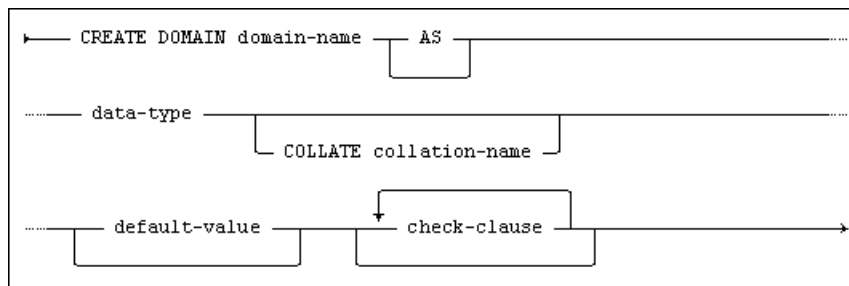 CREATE DOMAIN domain-name AS
data-type
COLLATE collation-name
default-value check-clause